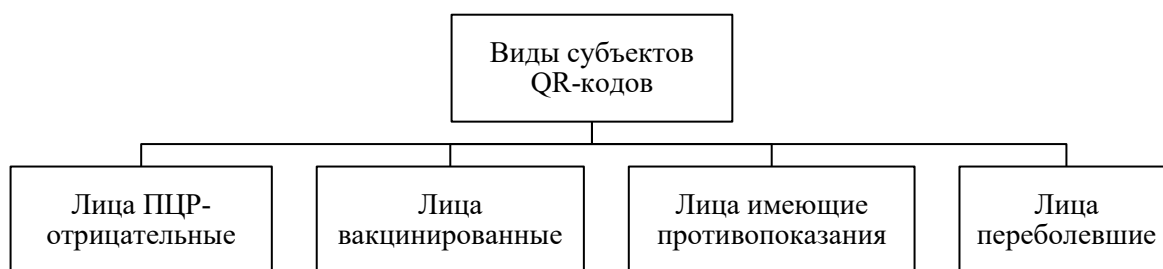 Виды субъектов
QR-кодов
Лица ПЦР-
отрицательные
Лица
вакцинированные
Лица имеющие
противопоказания
Лица
переболевшие